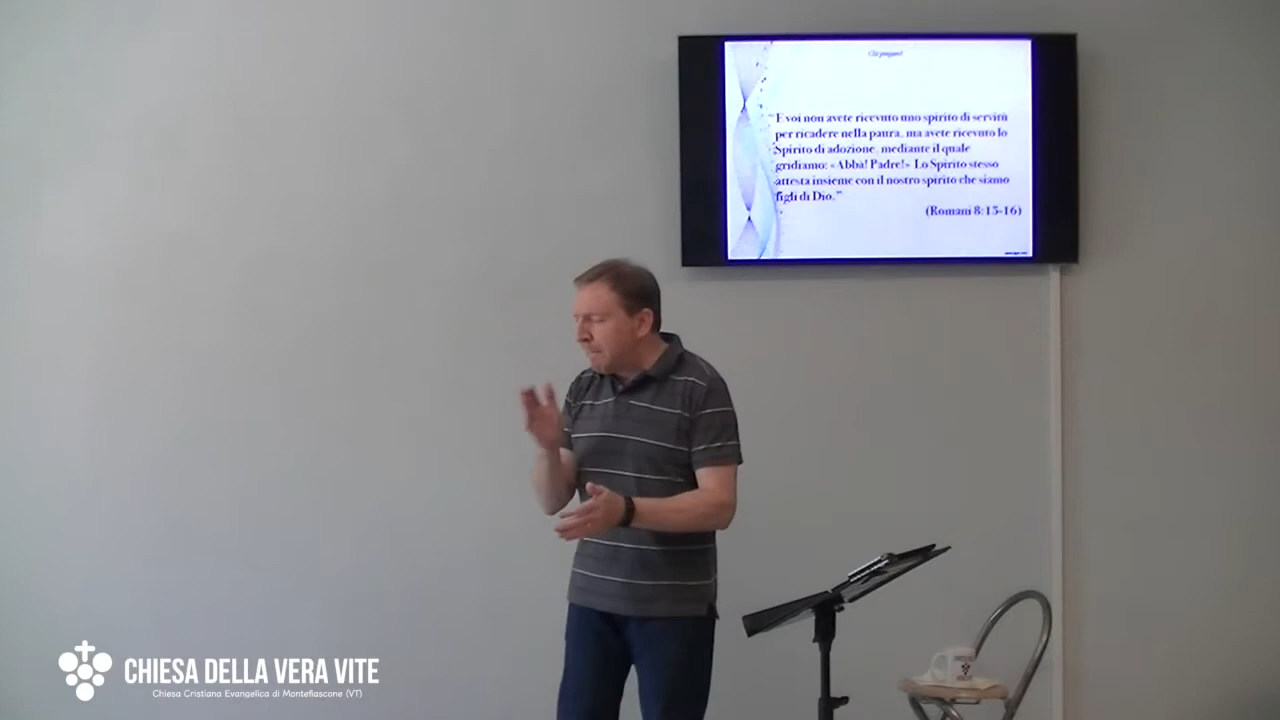 Chi pregare?
"E voi non avete ricevuto uno spirito di servitù
per ricadere nella paura, ma avete ricevuto lo
Spirito di adozione, mediante il quale
gridiamo: «Abbà! Padre!» Lo Spirito stesso
attesta insieme con il nostro spirito che siamo
figli di Dio."
(Romani 8:15-16)
CHIESA DELLA VERA VITE
Chiesa Cristiana Evangelica di Montefiascone (VT)